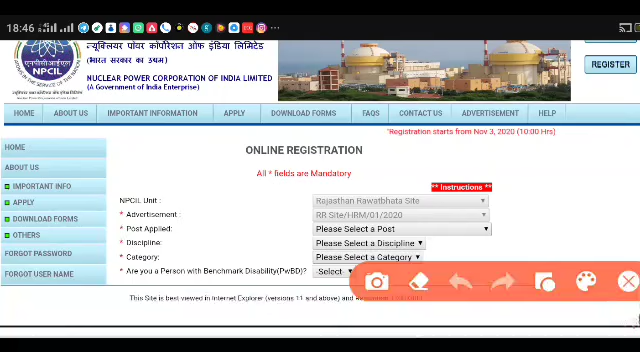 18:46
न्यूक्लियर पावर कॉर्पोरेशन ऑफ इंडिया लिमिटेड
(भारत सरकार का उद्यम)
एनपीसीआईएल
NPCIL
NUCLEAR POWER CORPORATION OF INDIA LIMITED
(A Government of India Enterprise)
REGISTER
HOME ABOUT US IMPORTANT INFORMATION APPLY DOWNLOAD FORMS FAQS CONTACT US ADVERTISEMENT HELP
*Registration starts from Nov 3, 2020 (10:00 Hrs)
HOME
ABOUT US
IMPORTANT INFO
APPLY
DOWNLOAD FORMS
OTHERS
FORGOT PASSWORD
FORGOT USER NAME
ONLINE REGISTRATION
All * fields are Mandatory
** Instructions **
NPCIL Unit : Rajasthan Rawatbhata Site
* Advertisement : RR Site/HRM/01/2020
* Post Applied: Please Select a Post
* Discipline: Please Select a Discipline
* Category: Please Select a Category
* Are you a Person with Benchmark Disability(PwBD)? -Select-
This Site is best viewed in Internet Explorer (versions 11 and above) and